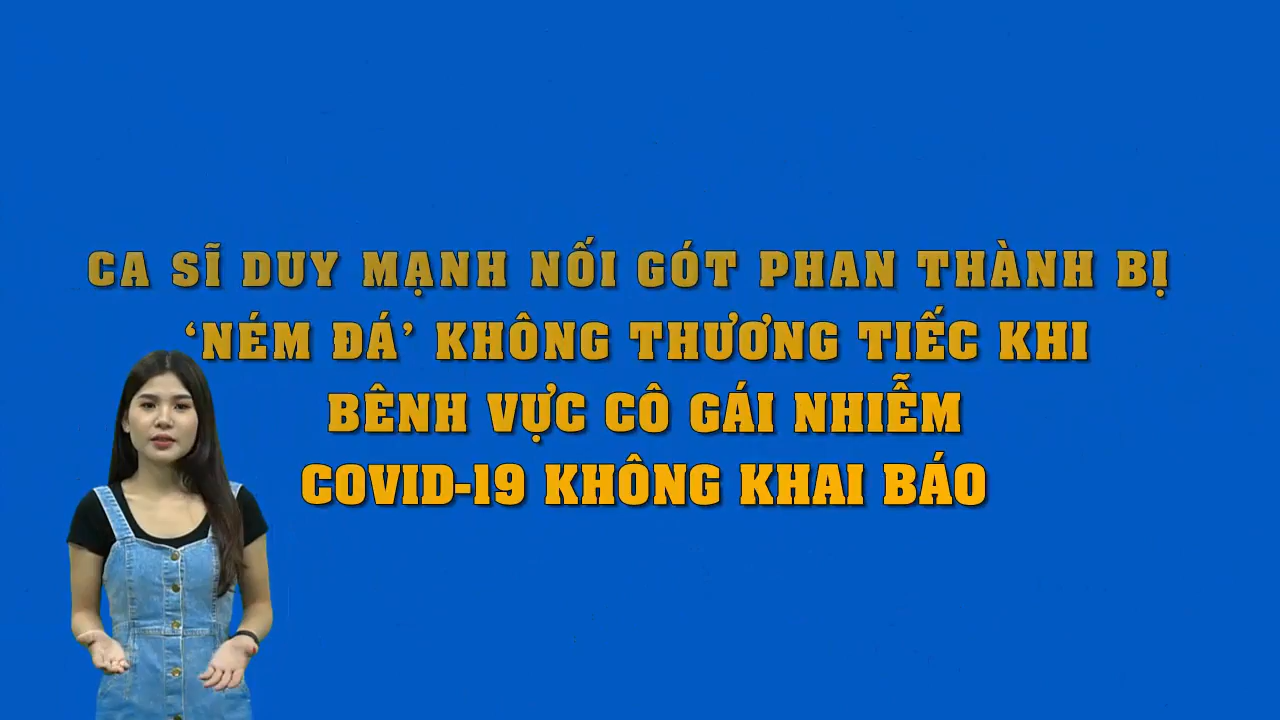 CA SĨ DUY MẠNH NỐI GÓT PHAN THÀNH BỊ
‘NÉM ĐÁ’ KHÔNG THƯƠNG TIẾC KHI
BÊNH VỰC CÔ GÁI NHIỄM
COVID-19 KHÔNG KHAI BÁO